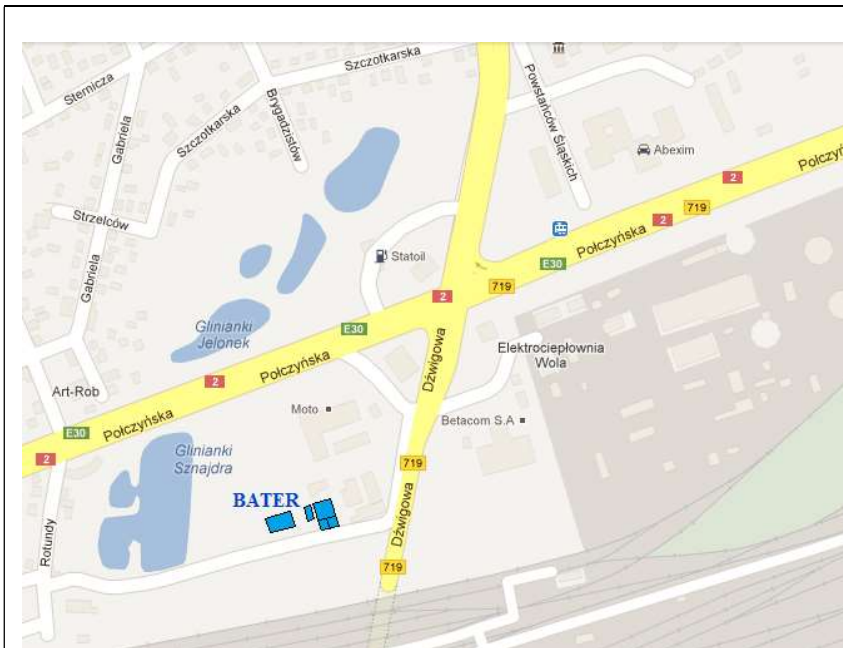 Szczotkarska
Sternicza
Gabriela
Brygadzistów
Powstańców Śląskich
Szczotkarska
Abexim
Połczyń
2
719
2
Strzelców
Połczyńska
Statoil
E30
Gabriela
719
2
Glinianki
Jelonek
E30
Elektrociepłownia
Wola
Dźwigowa
Połczyńska
2
Art-Rob
Moto
Betacom S.A
Połczyńska
E30
2
Glinianki
Sznajdra
719
BATER
Dźwigowa
Rotundy
719